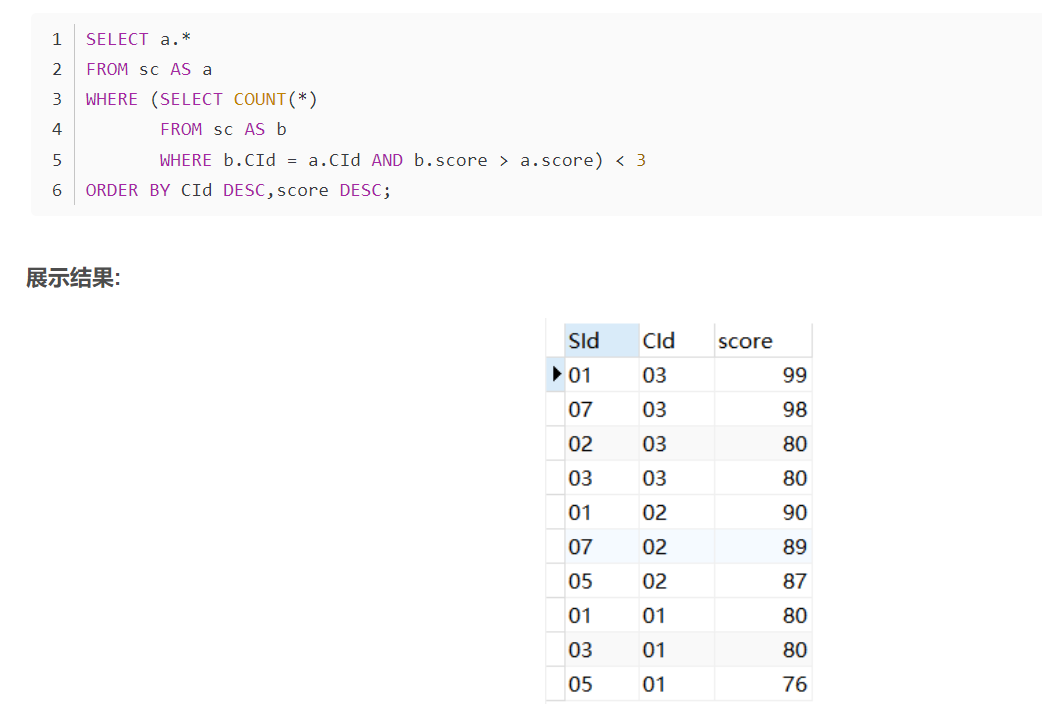 1 SELECT a.*
2 FROM sc AS a
3 WHERE (SELECT COUNT(*)
4 FROM sc AS b
5 WHERE b.CId = a.CId AND b.score > a.score) < 3
6 ORDER BY CId DESC,score DESC;
展示结果:
SId CId score
01 03 99
07 03 98
02 03 80
03 03 80
01 02 90
07 02 89
05 02 87
01 01 80
03 01 80
05 01 76